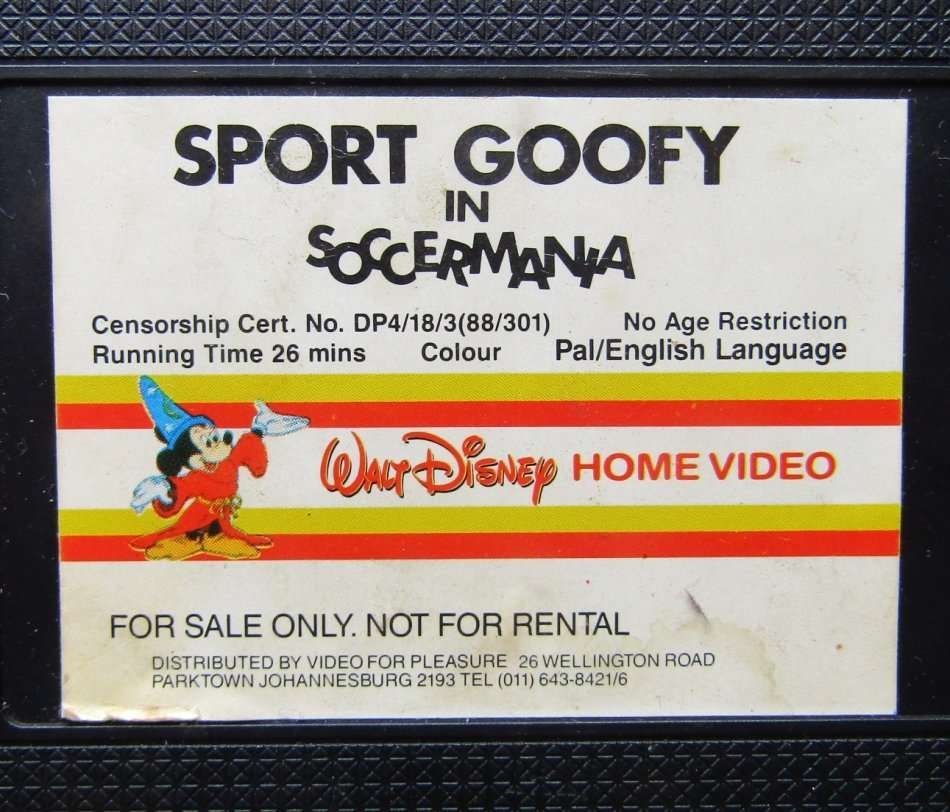 SPORT GOOFY
IN
SOCCERMANIA
Censorship Cert. No. DP4/18/3(88/301) No Age Restriction
Running Time 26 mins Colour Pal/English Language
WALT DISNEY HOME VIDEO
FOR SALE ONLY. NOT FOR RENTAL
DISTRIBUTED BY VIDEO FOR PLEASURE 26 WELLINGTON ROAD
PARKTOWN JOHANNESBURG 2193 TEL (011) 643-8421/6